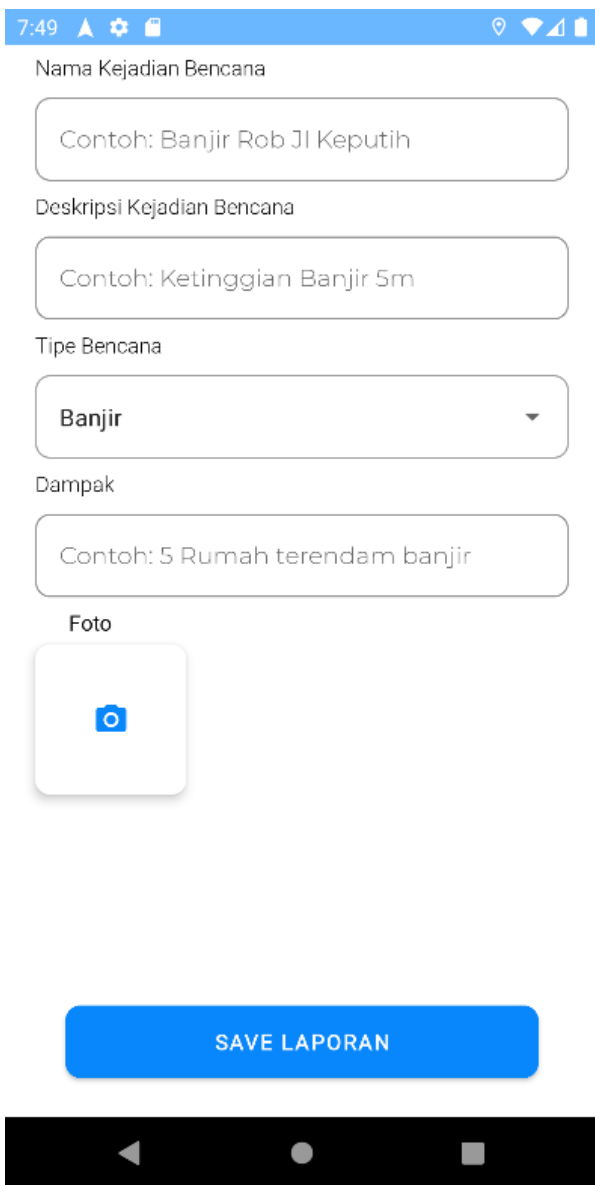 7:49
Nama Kejadian Bencana
Contoh: Banjir Rob Jl Keputih
Deskripsi Kejadian Bencana
Contoh: Ketinggian Banjir 5m
Tipe Bencana
Banjir
Dampak
Contoh: 5 Rumah terendam banjir
Foto
SAVE LAPORAN